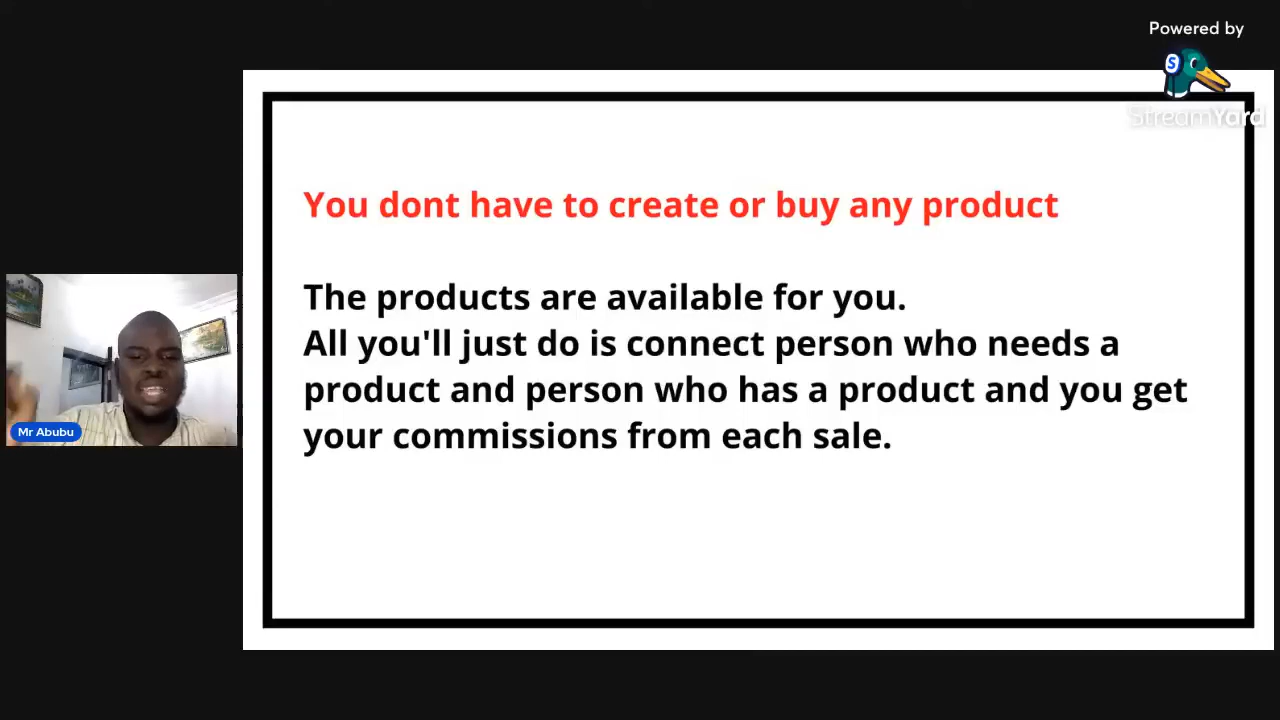 Powered by
S
StreamYard
You dont have to create or buy any product
The products are available for you.
All you'll just do is connect person who needs a
product and person who has a product and you get
your commissions from each sale.
Mr Abubu